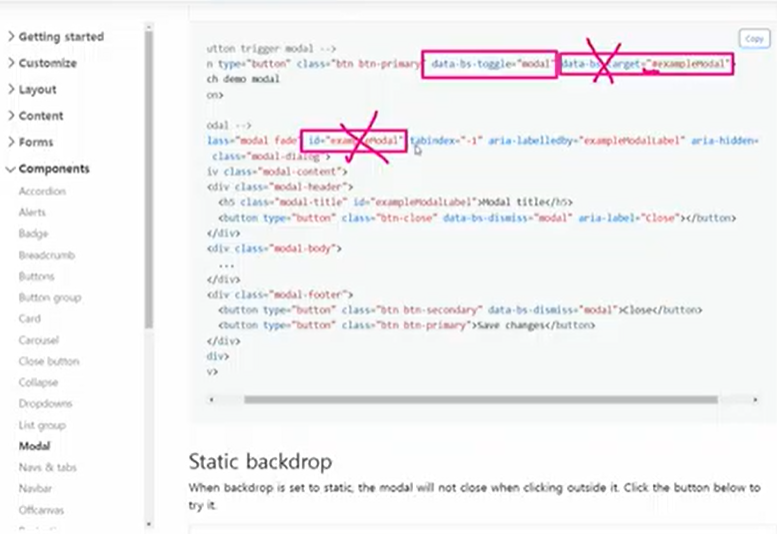 Getting started
Customize
Layout
Content
Forms
Components
Accordion
Alerts
Badge
Breadcrumb
Buttons
Button group
Card
Carousel
Close button
Collapse
Dropdowns
List group
Modal
Navs & tabs
Navbar
Offcanvas
Copy
utton trigger modal -->
n type="button" class="btn btn-primary" data-bs-toggle="modal" data-bs-target="#exampleModal">
ch demo modal
on>
odal -->
lass="modal fade" id="exampleModal" tabindex="-1" aria-labelledby="exampleModalLabel" aria-hidden=
class="modal-dialog">
iv class="modal-content">
<div class="modal-header">
<h5 class="modal-title" id="exampleModalLabel">Modal title</h5>
<button type="button" class="btn-close" data-bs-dismiss="modal" aria-label="Close"></button>
</div>
<div class="modal-body">
...
</div>
<div class="modal-footer">
<button type="button" class="btn btn-secondary" data-bs-dismiss="modal">Close</button>
<button type="button" class="btn btn-primary">Save changes</button>
</div>
div>
v>
Static backdrop
When backdrop is set to static, the modal will not close when clicking outside it. Click the button below to
try it.